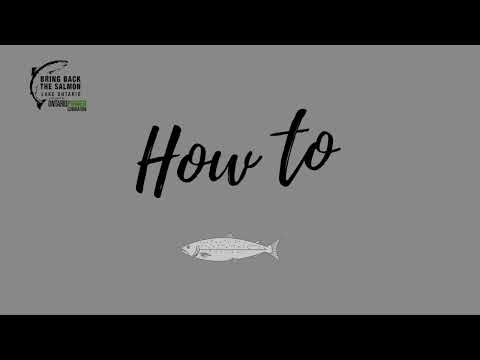 BRING BACK
THE SALMON
LAKE ONTARIO
How to